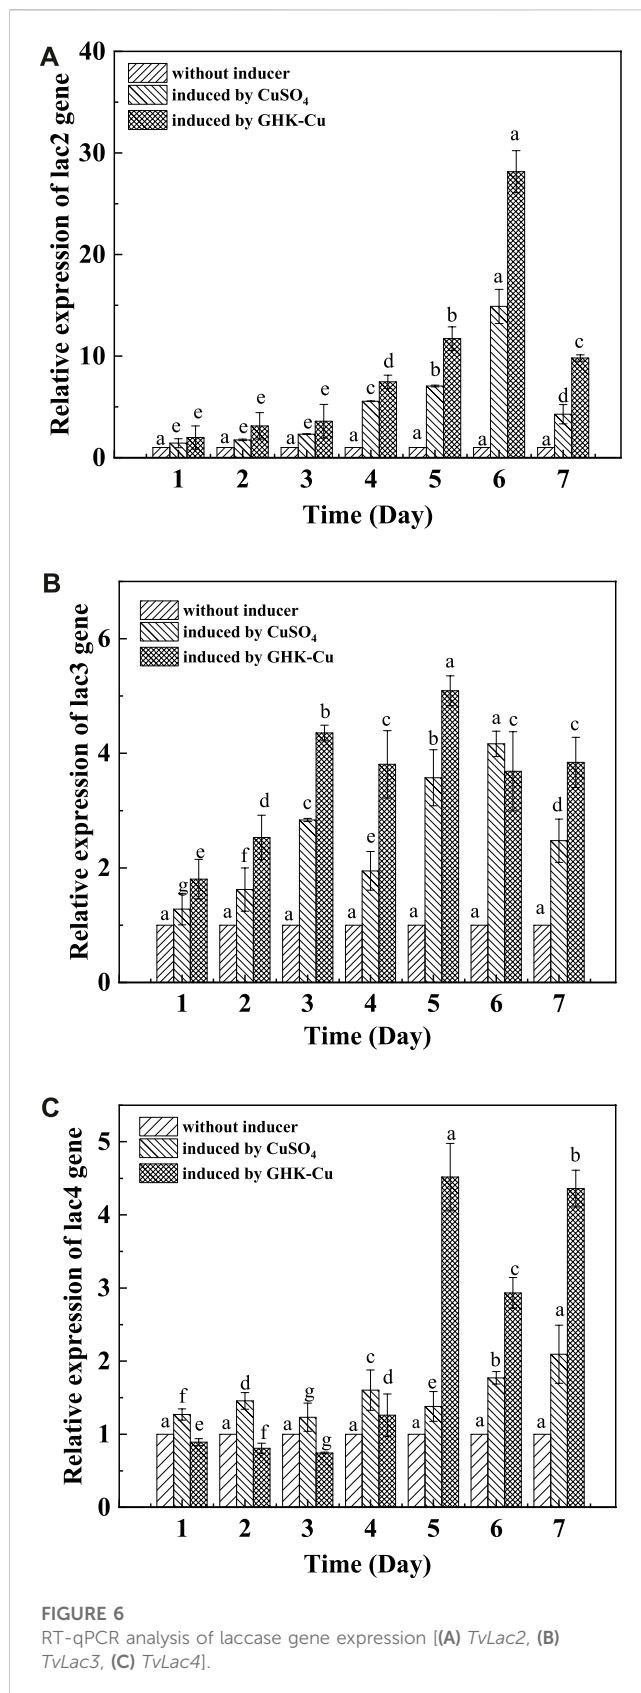 A
Relative expression of lac2 gene
40
30
20
10
0
without inducer
induced by CuSO₄
induced by GHK-Cu
a e e a e e a e e a c d a b b a a a a d c
1 2 3 4 5 6 7
Time (Day)
B
Relative expression of lac3 gene
6
4
2
0
without inducer
induced by CuSO₄
induced by GHK-Cu
a g e a f d a c b a e c a b a a a c a d c
1 2 3 4 5 6 7
Time (Day)
C
Relative expression of lac4 gene
5
4
3
2
1
0
without inducer
induced by CuSO₄
induced by GHK-Cu
a f e a d f a g g a c d a e a a b c a a b
1 2 3 4 5 6 7
Time (Day)
FIGURE 6
RT-qPCR analysis of laccase gene expression [(A) TvLac2, (B)
TvLac3, (C) TvLac4].